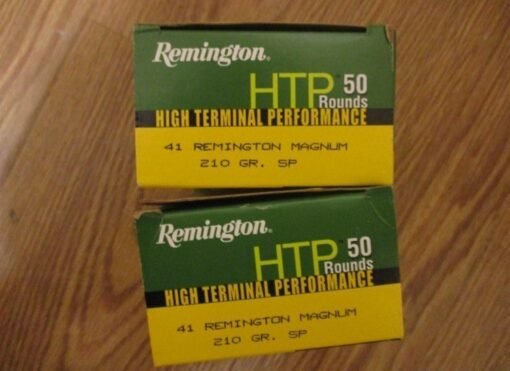 Remington
HTP 50
Rounds
HIGH TERMINAL PERFORMANCE
41 REMINGTON MAGNUM
210 GR. SP
Remington
HTP 50
Rounds
HIGH TERMINAL PERFORMANCE
41 REMINGTON MAGNUM
210 GR. SP